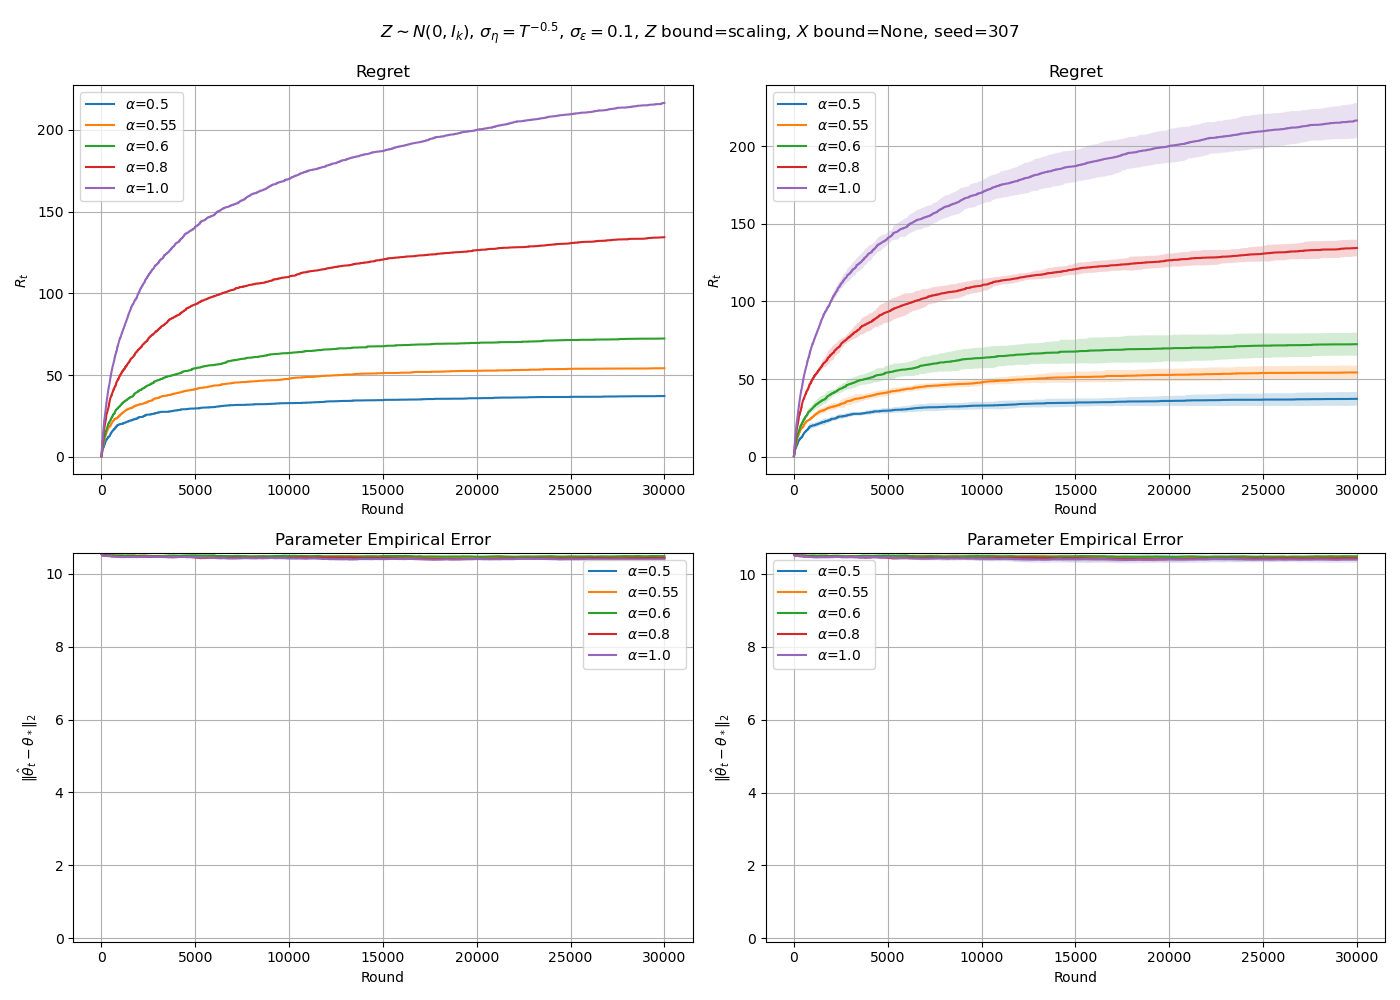 Z ∼ N(0, I_k), σ_η = T^{−0.5}, σ_ε = 0.1, Z bound=scaling, X bound=None, seed=307
Regret
α=0.5
α=0.55
α=0.6
α=0.8
α=1.0
200
150
100
50
0
R_t
0 5000 10000 15000 20000 25000 30000
Round
Regret
α=0.5
α=0.55
α=0.6
α=0.8
α=1.0
200
150
100
50
0
R_t
0 5000 10000 15000 20000 25000 30000
Round
Parameter Empirical Error
α=0.5
α=0.55
α=0.6
α=0.8
α=1.0
10
8
6
4
2
0
‖θ̂_t − θ_*‖_2
0 5000 10000 15000 20000 25000 30000
Round
Parameter Empirical Error
α=0.5
α=0.55
α=0.6
α=0.8
α=1.0
10
8
6
4
2
0
‖θ̂_t − θ_*‖_2
0 5000 10000 15000 20000 25000 30000
Round